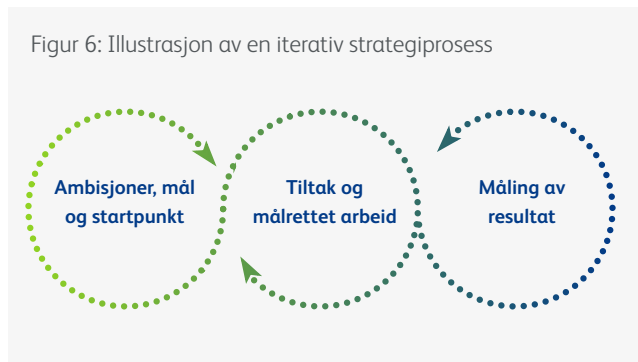 Figur 6: Illustrasjon av en iterativ strategiprosess
Ambisjoner, mål
og startpunkt
Tiltak og
målrettet arbeid
Måling av
resultat